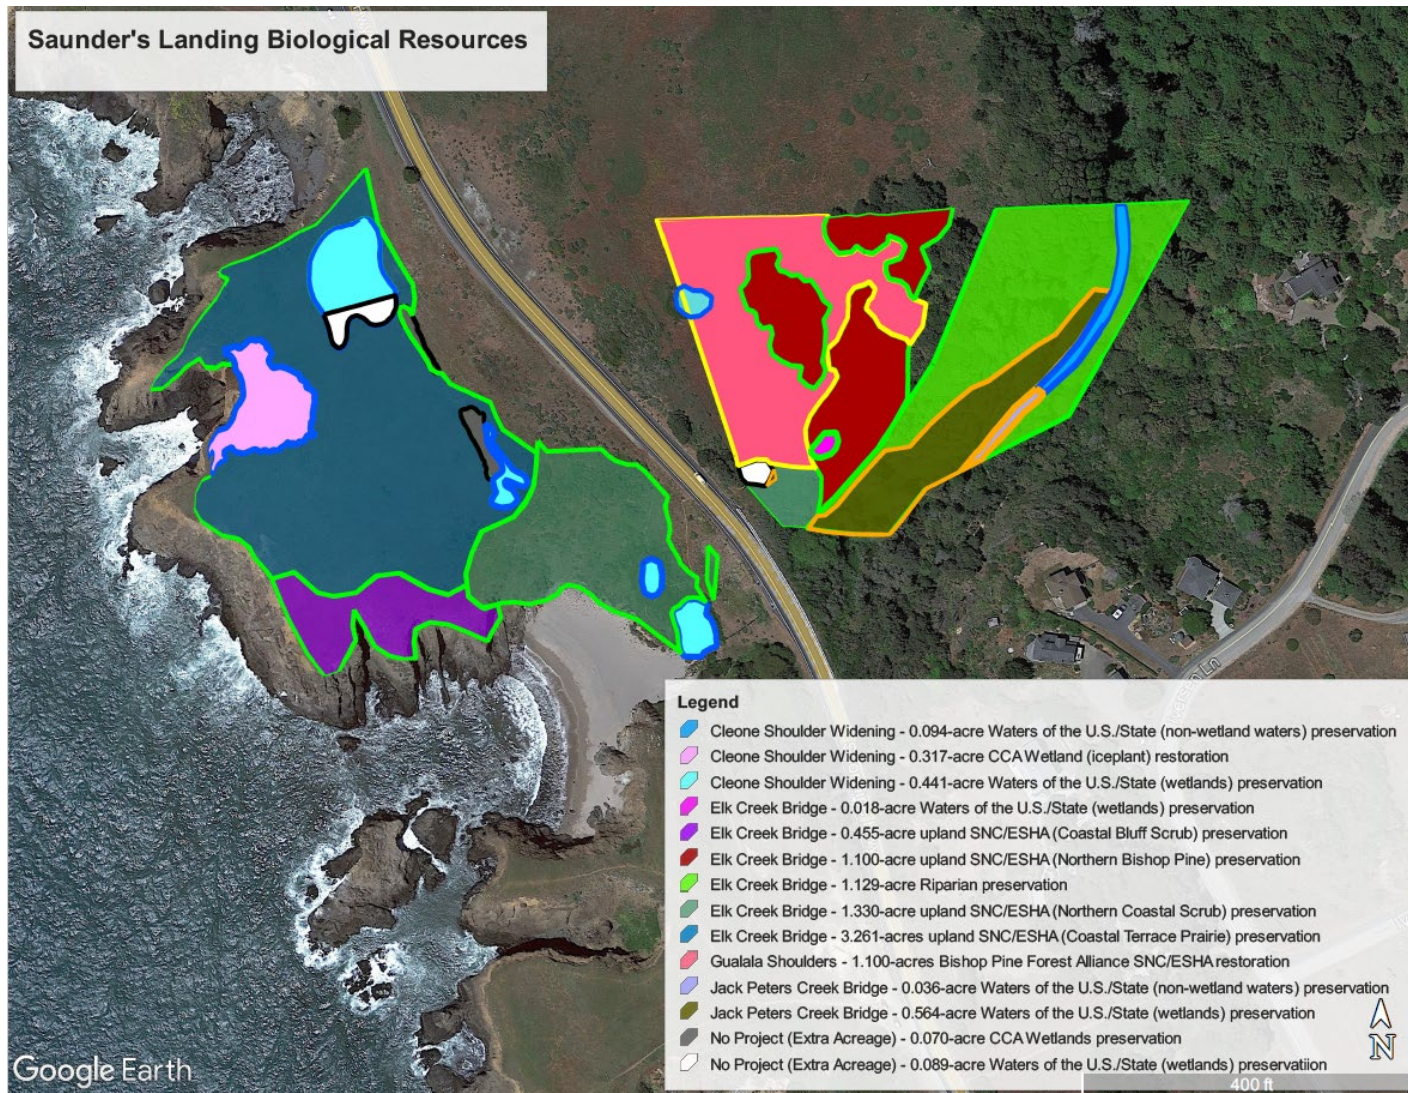 Saunder's Landing Biological Resources
Legend
Cleone Shoulder Widening - 0.094-acre Waters of the U.S./State (non-wetland waters) preservation
Cleone Shoulder Widening - 0.317-acre CCA Wetland (iceplant) restoration
Cleone Shoulder Widening - 0.441-acre Waters of the U.S./State (wetlands) preservation
Elk Creek Bridge - 0.018-acre Waters of the U.S./State (wetlands) preservation
Elk Creek Bridge - 0.455-acre upland SNC/ESHA (Coastal Bluff Scrub) preservation
Elk Creek Bridge - 1.100-acre upland SNC/ESHA (Northern Bishop Pine) preservation
Elk Creek Bridge - 1.129-acre Riparian preservation
Elk Creek Bridge - 1.330-acre upland SNC/ESHA (Northern Coastal Scrub) preservation
Elk Creek Bridge - 3.261-acres upland SNC/ESHA (Coastal Terrace Prairie) preservation
Gualala Shoulders - 1.100-acres Bishop Pine Forest Alliance SNC/ESHA restoration
Jack Peters Creek Bridge - 0.036-acre Waters of the U.S./State (non-wetland waters) preservation
Jack Peters Creek Bridge - 0.564-acre Waters of the U.S./State (wetlands) preservation
No Project (Extra Acreage) - 0.070-acre CCA Wetlands preservation
No Project (Extra Acreage) - 0.089-acre Waters of the U.S./State (wetlands) preservatiion
N
Google Earth
400 ft